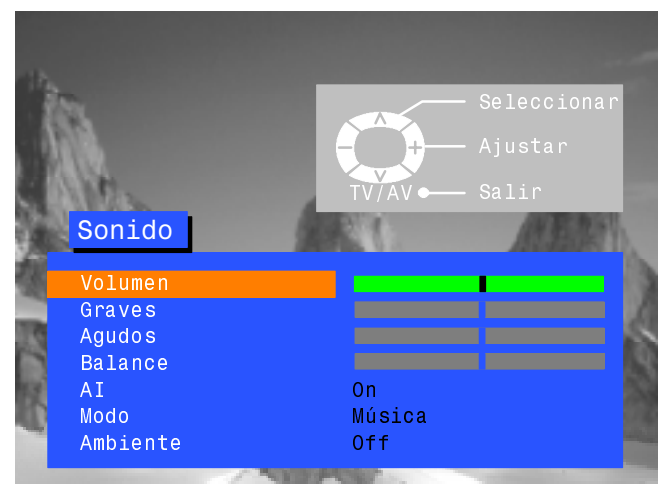 Seleccionar
Ajustar
TV/AV Salir
Sonido
Volumen
Graves
Agudos
Balance
AI On
Modo Música
Ambiente Off